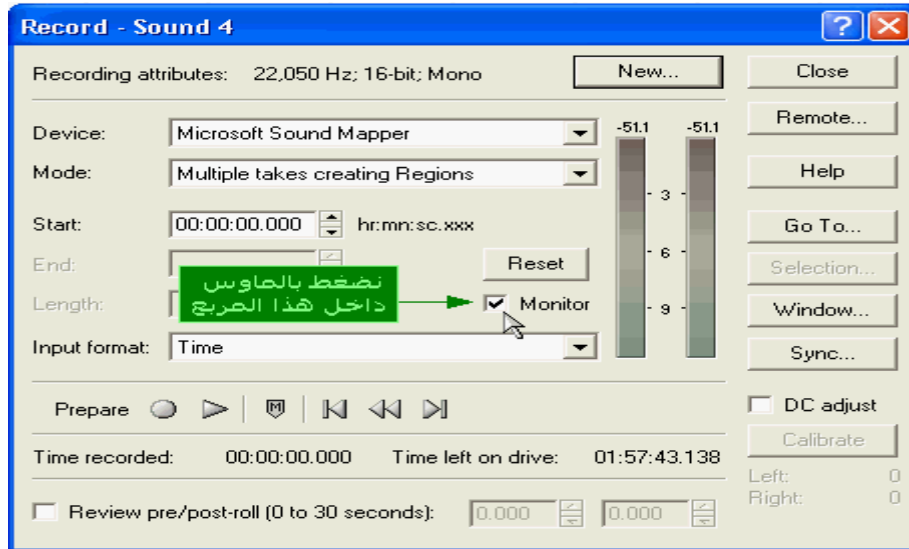 Record - Sound 4
Recording attributes: 22,050 Hz; 16-bit; Mono New... Close
Remote...
Device: Microsoft Sound Mapper -51.1 -51.1
Mode: Multiple takes creating Regions Help
- 3 -
Start: 00:00:00.000 hr:mn:sc.xxx Go To...
- 6 -
End: Reset Selection...
نضغط بالماوس
داخل هذا المربع
Length: Monitor - 9 - Window...
Input format: Time Sync...
Prepare M DC adjust
Calibrate
Time recorded: 00:00:00.000 Time left on drive: 01:57:43.138
Left: 0
Right: 0
Review pre/post-roll (0 to 30 seconds): 0.000 0.000